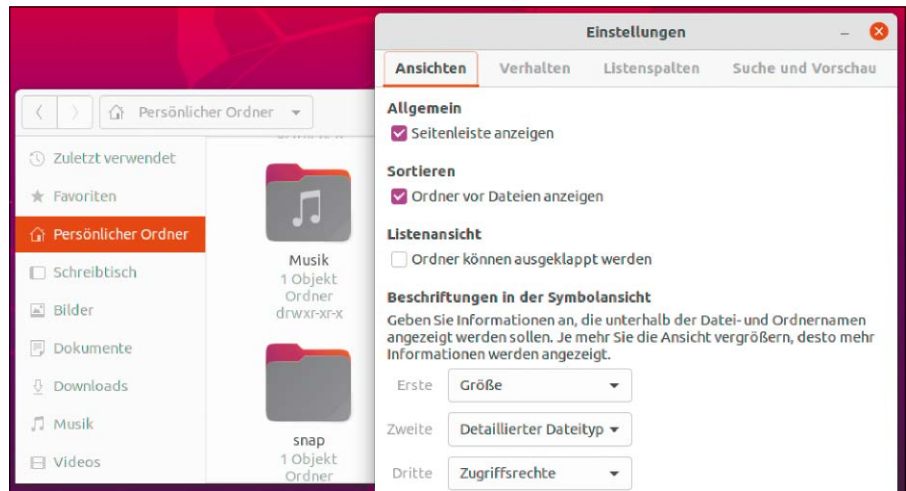 Einstellungen
Ansichten Verhalten Listenspalten Suche und Vorschau
Allgemein
Seitenleiste anzeigen
Sortieren
Ordner vor Dateien anzeigen
Listenansicht
Ordner können ausgeklappt werden
Beschriftungen in der Symbolansicht
Geben Sie Informationen an, die unterhalb der Datei- und Ordnernamen
angezeigt werden sollen. Je mehr Sie die Ansicht vergrößern, desto mehr
Informationen werden angezeigt.
Erste Größe
Zweite Detaillierter Dateityp
Dritte Zugriffsrechte
Persönlicher Ordner
Zuletzt verwendet
Favoriten
Persönlicher Ordner
Schreibtisch
Bilder
Dokumente
Downloads
Musik
Videos
Musik
1 Objekt
Ordner
drwxr-xr-x
snap
1 Objekt
Ordner